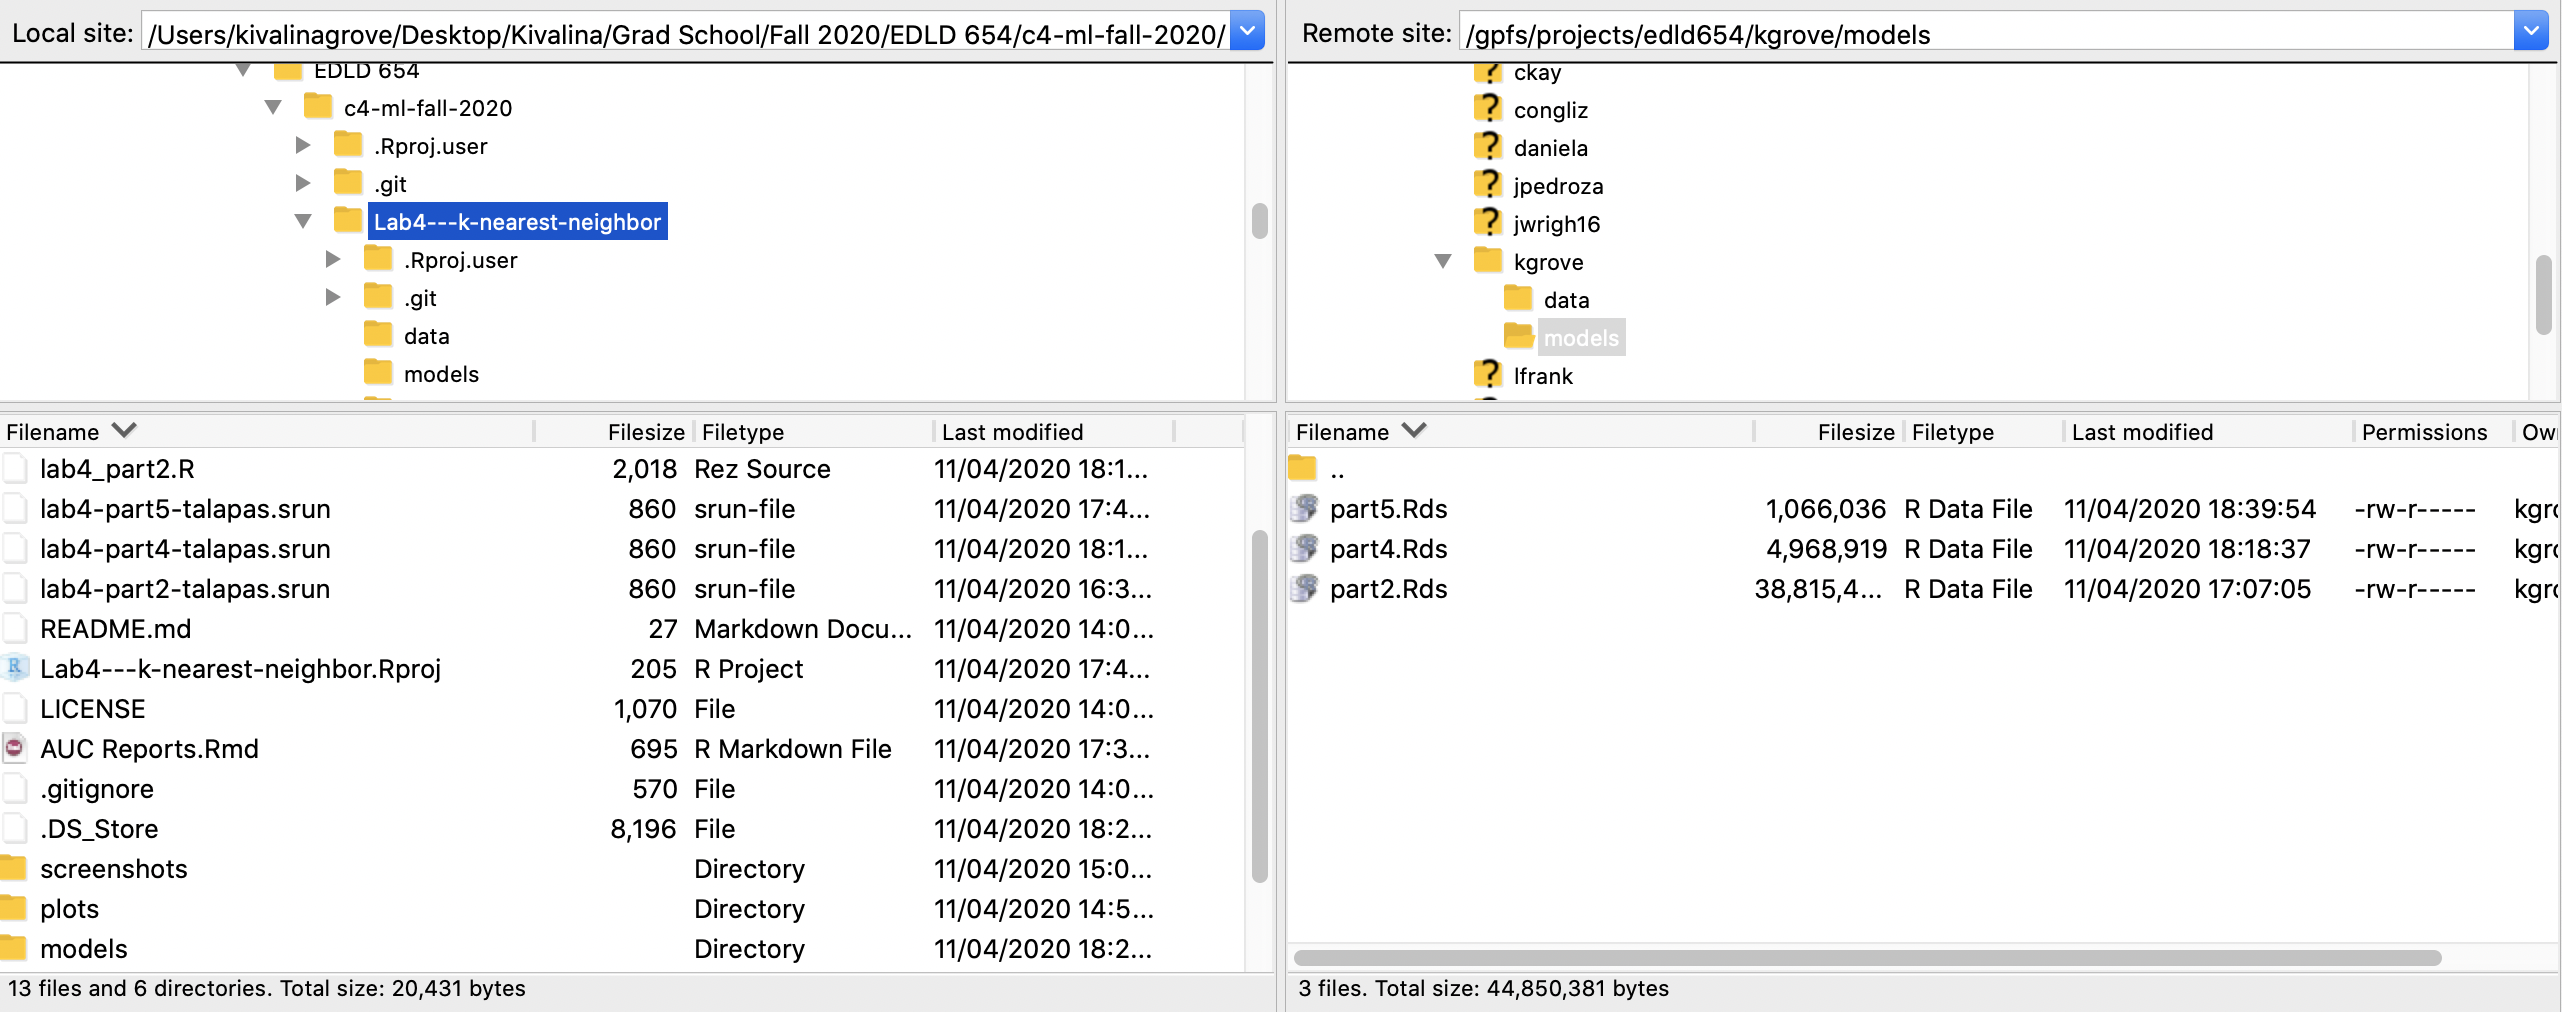 Local site: /Users/kivalinagrove/Desktop/Kivalina/Grad School/Fall 2020/EDLD 654/c4-ml-fall-2020/
EDLD 654
c4-ml-fall-2020
.Rproj.user
.git
Lab4---k-nearest-neighbor
.Rproj.user
.git
data
models
Filename Filesize Filetype Last modified
lab4_part2.R 2,018 Rez Source 11/04/2020 18:1...
lab4-part5-talapas.srun 860 srun-file 11/04/2020 17:4...
lab4-part4-talapas.srun 860 srun-file 11/04/2020 18:1...
lab4-part2-talapas.srun 860 srun-file 11/04/2020 16:3...
README.md 27 Markdown Docu... 11/04/2020 14:0...
Lab4---k-nearest-neighbor.Rproj 205 R Project 11/04/2020 17:4...
LICENSE 1,070 File 11/04/2020 14:0...
AUC Reports.Rmd 695 R Markdown File 11/04/2020 17:3...
.gitignore 570 File 11/04/2020 14:0...
.DS_Store 8,196 File 11/04/2020 18:2...
screenshots Directory 11/04/2020 15:0...
plots Directory 11/04/2020 14:5...
models Directory 11/04/2020 18:2...
13 files and 6 directories. Total size: 20,431 bytes
Remote site: /gpfs/projects/edld654/kgrove/models
? ckay
? congliz
? daniela
? jpedroza
? jwrigh16
kgrove
data
models
? lfrank
Filename Filesize Filetype Last modified Permissions Ow
..
part5.Rds 1,066,036 R Data File 11/04/2020 18:39:54 -rw-r----- kgro
part4.Rds 4,968,919 R Data File 11/04/2020 18:18:37 -rw-r----- kgro
part2.Rds 38,815,4... R Data File 11/04/2020 17:07:05 -rw-r----- kgro
3 files. Total size: 44,850,381 bytes